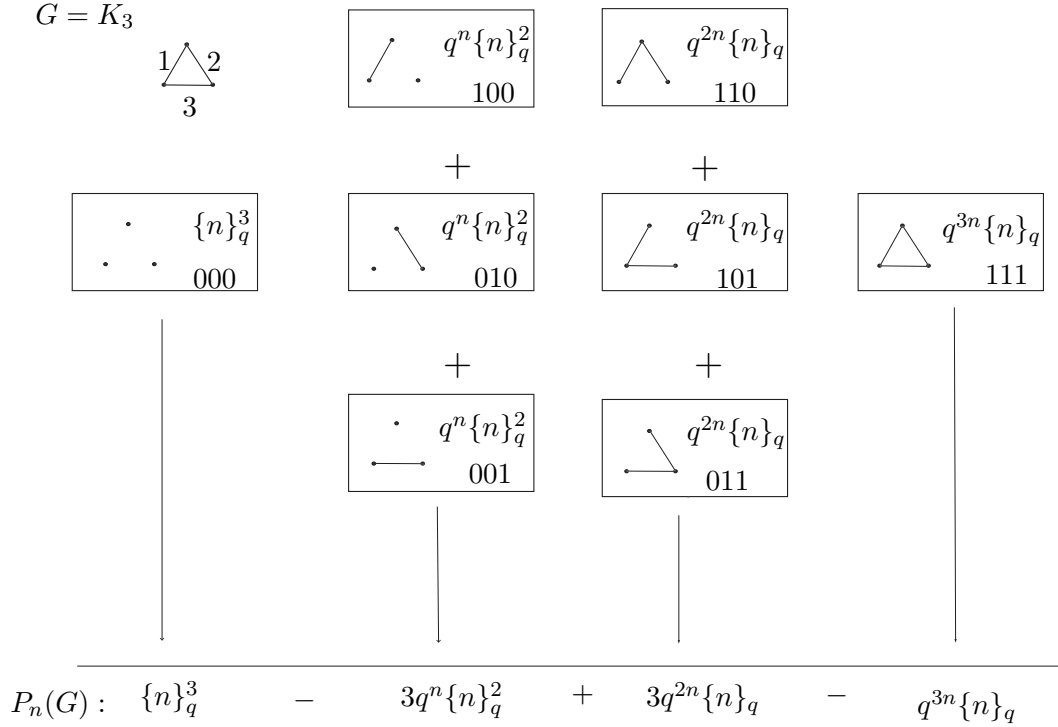 G = K_3
1 2
3
q^n{n}_q^2
100
q^{2n}{n}_q
110
+ +
{n}_q^3
000
q^n{n}_q^2
010
q^{2n}{n}_q
101
q^{3n}{n}_q
111
+ +
q^n{n}_q^2
001
q^{2n}{n}_q
011
P_n(G) : {n}_q^3 − 3q^n{n}_q^2 + 3q^{2n}{n}_q − q^{3n}{n}_q